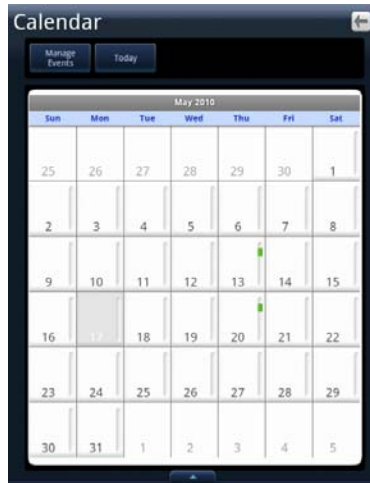 Calendar
Manage
Events
Today
May 2010
Sun Mon Tue Wed Thu Fri Sat
25 26 27 28 29 30 1
2 3 4 5 6 7 8
9 10 11 12 13 14 15
16 17 18 19 20 21 22
23 24 25 26 27 28 29
30 31 1 2 3 4 5